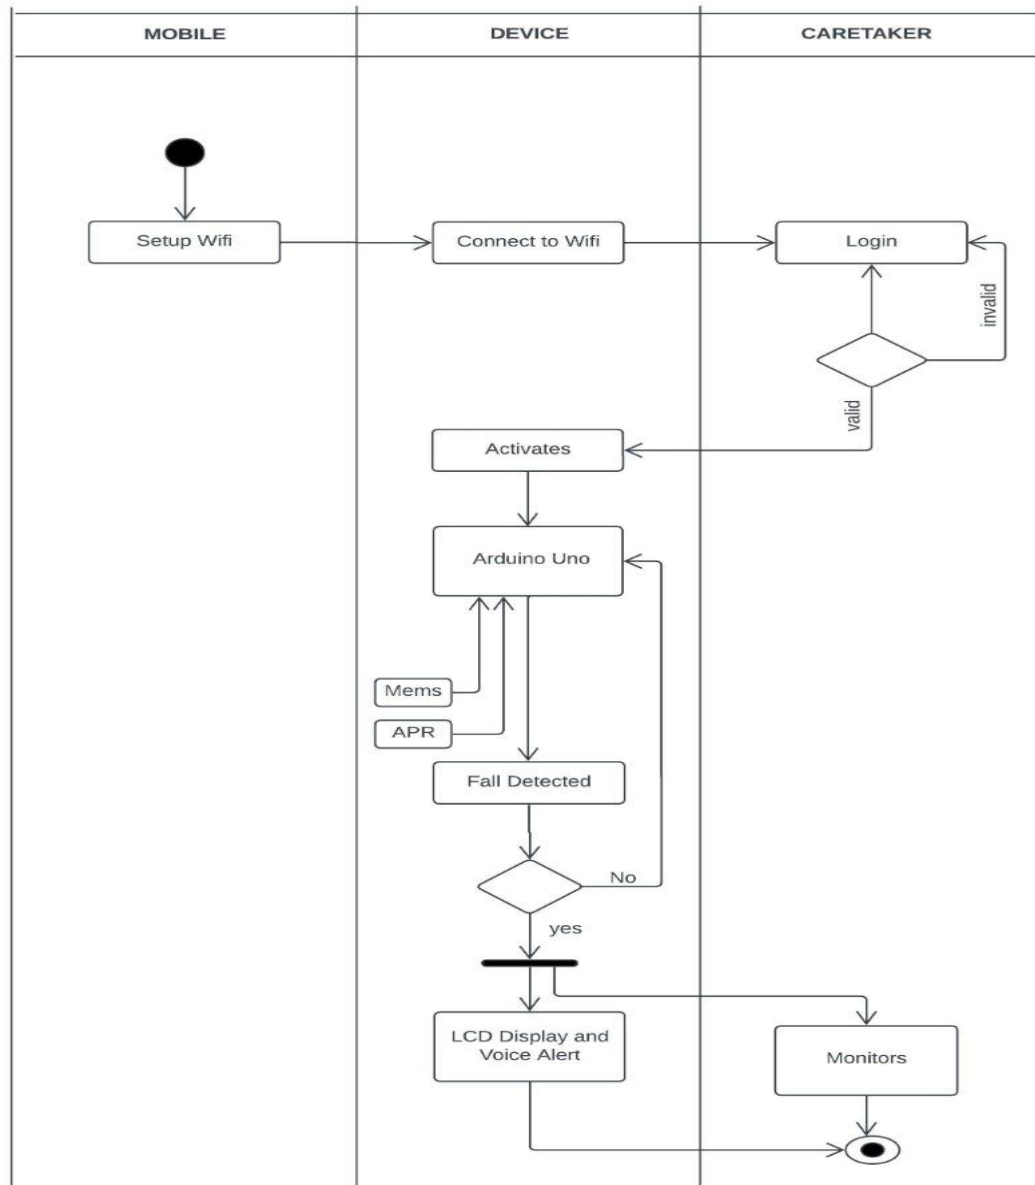 MOBILE
DEVICE
CARETAKER
Setup Wifi
Connect to Wifi
Login
invalid
valid
Activates
Arduino Uno
Mems
APR
Fall Detected
No
yes
LCD Display and
Voice Alert
Monitors